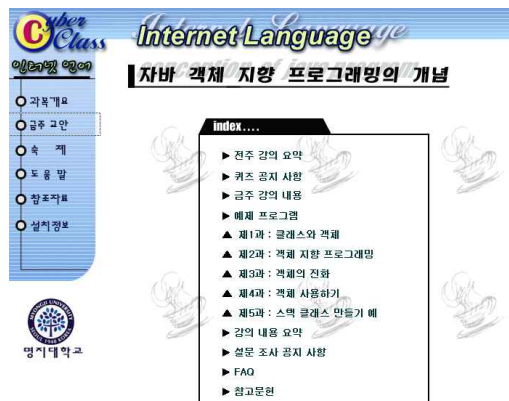 Cyber Class
Internet Language
인터넷 언어
자바 객체 지향 프로그래밍의 개념
conception of java program
과목개요
금주 교안
숙 제
도 움 말
참조자료
설치정보
index....
▶ 전주 강의 요약
▶ 퀴즈 공지 사항
▶ 금주 강의 내용
▶ 예제 프로그램
▲ 제1과 : 클래스와 객체
▲ 제2과 : 객체 지향 프로그래밍
▲ 제3과 : 객체의 진화
▲ 제4과 : 객체 사용하기
▲ 제5과 : 스택 클래스 만들기 예
▶ 강의 내용 요약
▶ 설문 조사 공지 사항
▶ FAQ
▶ 참고문헌
명지대학교